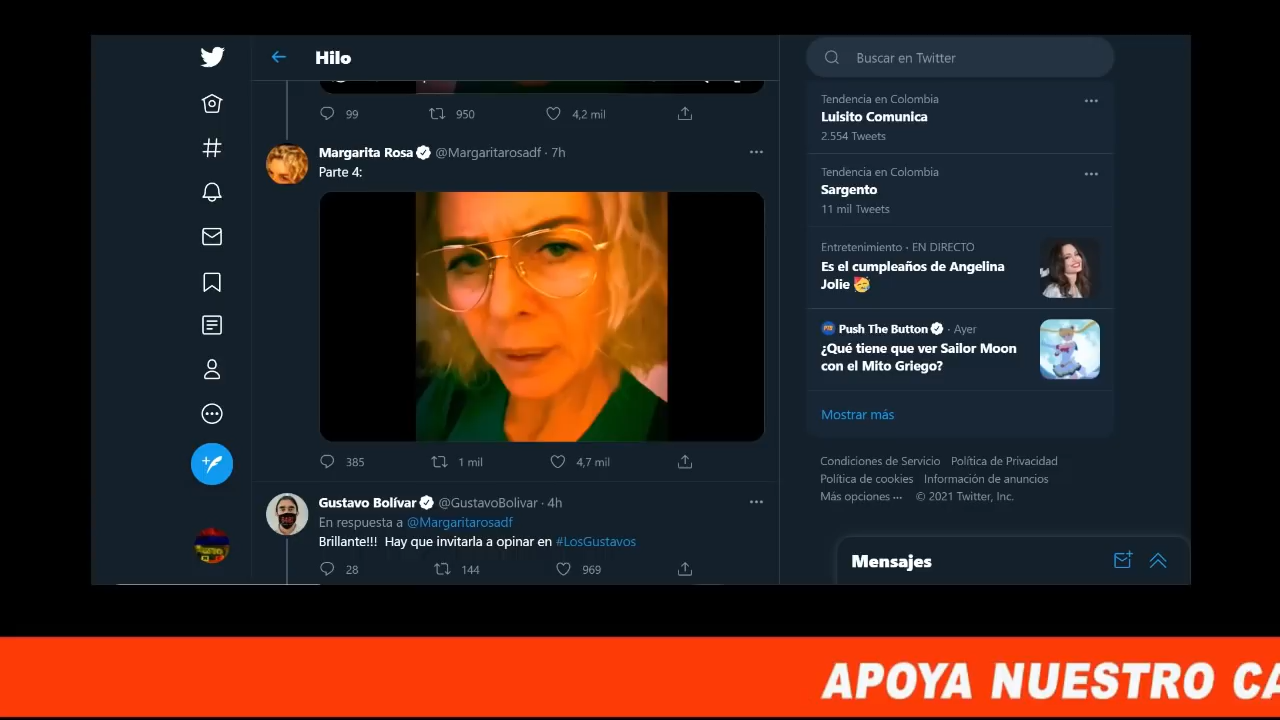 Hilo
99 950 4,2 mil
Margarita Rosa @Margaritarosadf · 7h
Parte 4:
385 1 mil 4,7 mil
Gustavo Bolívar @GustavoBolivar · 4h
En respuesta a @Margaritarosadf
Brillante!!! Hay que invitarla a opinar en #LosGustavos
28 144 969
Buscar en Twitter
Tendencia en Colombia
Luisito Comunica
2.554 Tweets
Tendencia en Colombia
Sargento
11 mil Tweets
Entretenimiento · EN DIRECTO
Es el cumpleaños de Angelina
Jolie 🥳
Push The Button · Ayer
¿Qué tiene que ver Sailor Moon
con el Mito Griego?
Mostrar más
Condiciones de Servicio Política de Privacidad
Política de cookies Información de anuncios
Más opciones ··· © 2021 Twitter, Inc.
Mensajes
APOYA NUESTRO CA